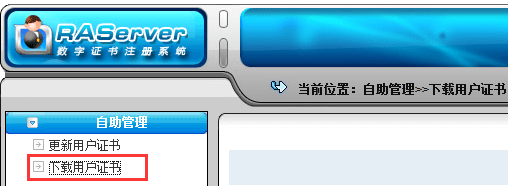 RAServer
数字证书注册系统
当前位置：自助管理>>下载用户证书
自助管理
更新用户证书
下载用户证书